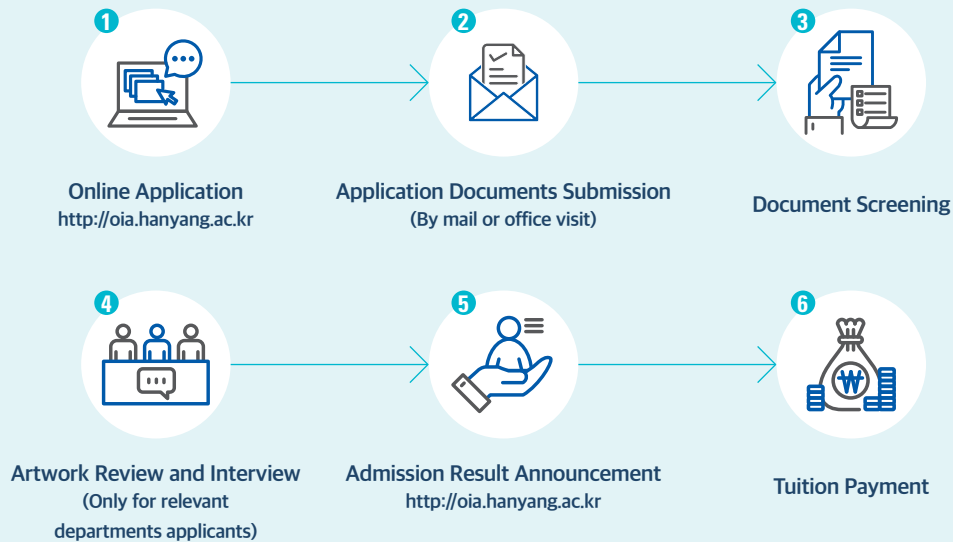 1
Online Application
http://oia.hanyang.ac.kr
2
Application Documents Submission
(By mail or office visit)
3
Document Screening
4
Artwork Review and Interview
(Only for relevant
departments applicants)
5
Admission Result Announcement
http://oia.hanyang.ac.kr
6
₩
Tuition Payment